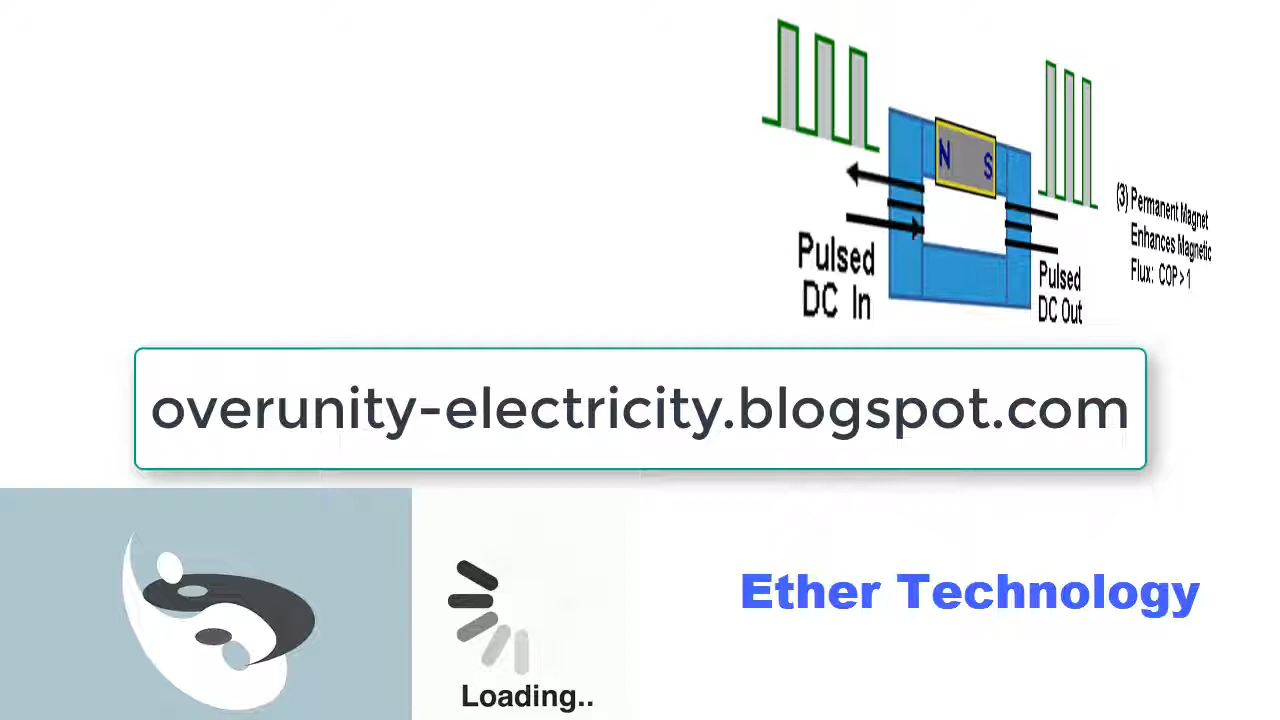 N S
Pulsed
DC In
Pulsed
DC Out
(3) Permanent Magnet
Enhances Magnetic
Flux: COP > 1
overunity-electricity.blogspot.com
Loading..
Ether Technology